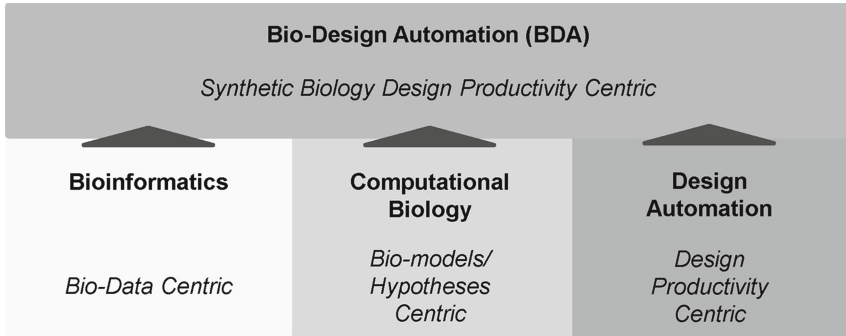 Bio-Design Automation (BDA)
Synthetic Biology Design Productivity Centric
Bioinformatics
Bio-Data Centric
Computational
Biology
Bio-models/
Hypotheses
Centric
Design
Automation
Design
Productivity
Centric